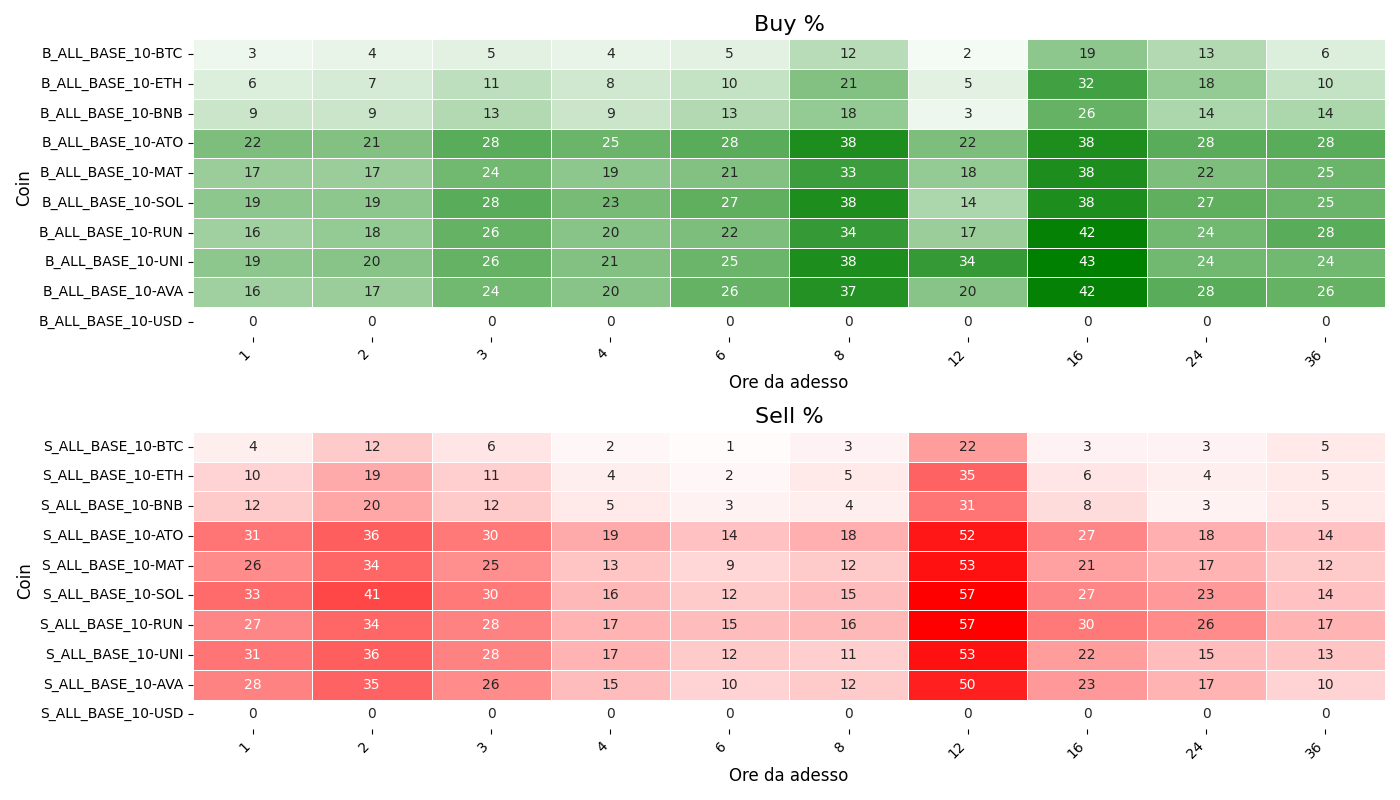 Buy %
Coin
B_ALL_BASE_10-BTC 3 4 5 4 5 12 2 19 13 6
B_ALL_BASE_10-ETH 6 7 11 8 10 21 5 32 18 10
B_ALL_BASE_10-BNB 9 9 13 9 13 18 3 26 14 14
B_ALL_BASE_10-ATO 22 21 28 25 28 38 22 38 28 28
B_ALL_BASE_10-MAT 17 17 24 19 21 33 18 38 22 25
B_ALL_BASE_10-SOL 19 19 28 23 27 38 14 38 27 25
B_ALL_BASE_10-RUN 16 18 26 20 22 34 17 42 24 28
B_ALL_BASE_10-UNI 19 20 26 21 25 38 34 43 24 24
B_ALL_BASE_10-AVA 16 17 24 20 26 37 20 42 28 26
B_ALL_BASE_10-USD 0 0 0 0 0 0 0 0 0 0
1 2 3 4 6 8 12 16 24 36
Ore da adesso
Sell %
Coin
S_ALL_BASE_10-BTC 4 12 6 2 1 3 22 3 3 5
S_ALL_BASE_10-ETH 10 19 11 4 2 5 35 6 4 5
S_ALL_BASE_10-BNB 12 20 12 5 3 4 31 8 3 5
S_ALL_BASE_10-ATO 31 36 30 19 14 18 52 27 18 14
S_ALL_BASE_10-MAT 26 34 25 13 9 12 53 21 17 12
S_ALL_BASE_10-SOL 33 41 30 16 12 15 57 27 23 14
S_ALL_BASE_10-RUN 27 34 28 17 15 16 57 30 26 17
S_ALL_BASE_10-UNI 31 36 28 17 12 11 53 22 15 13
S_ALL_BASE_10-AVA 28 35 26 15 10 12 50 23 17 10
S_ALL_BASE_10-USD 0 0 0 0 0 0 0 0 0 0
1 2 3 4 6 8 12 16 24 36
Ore da adesso